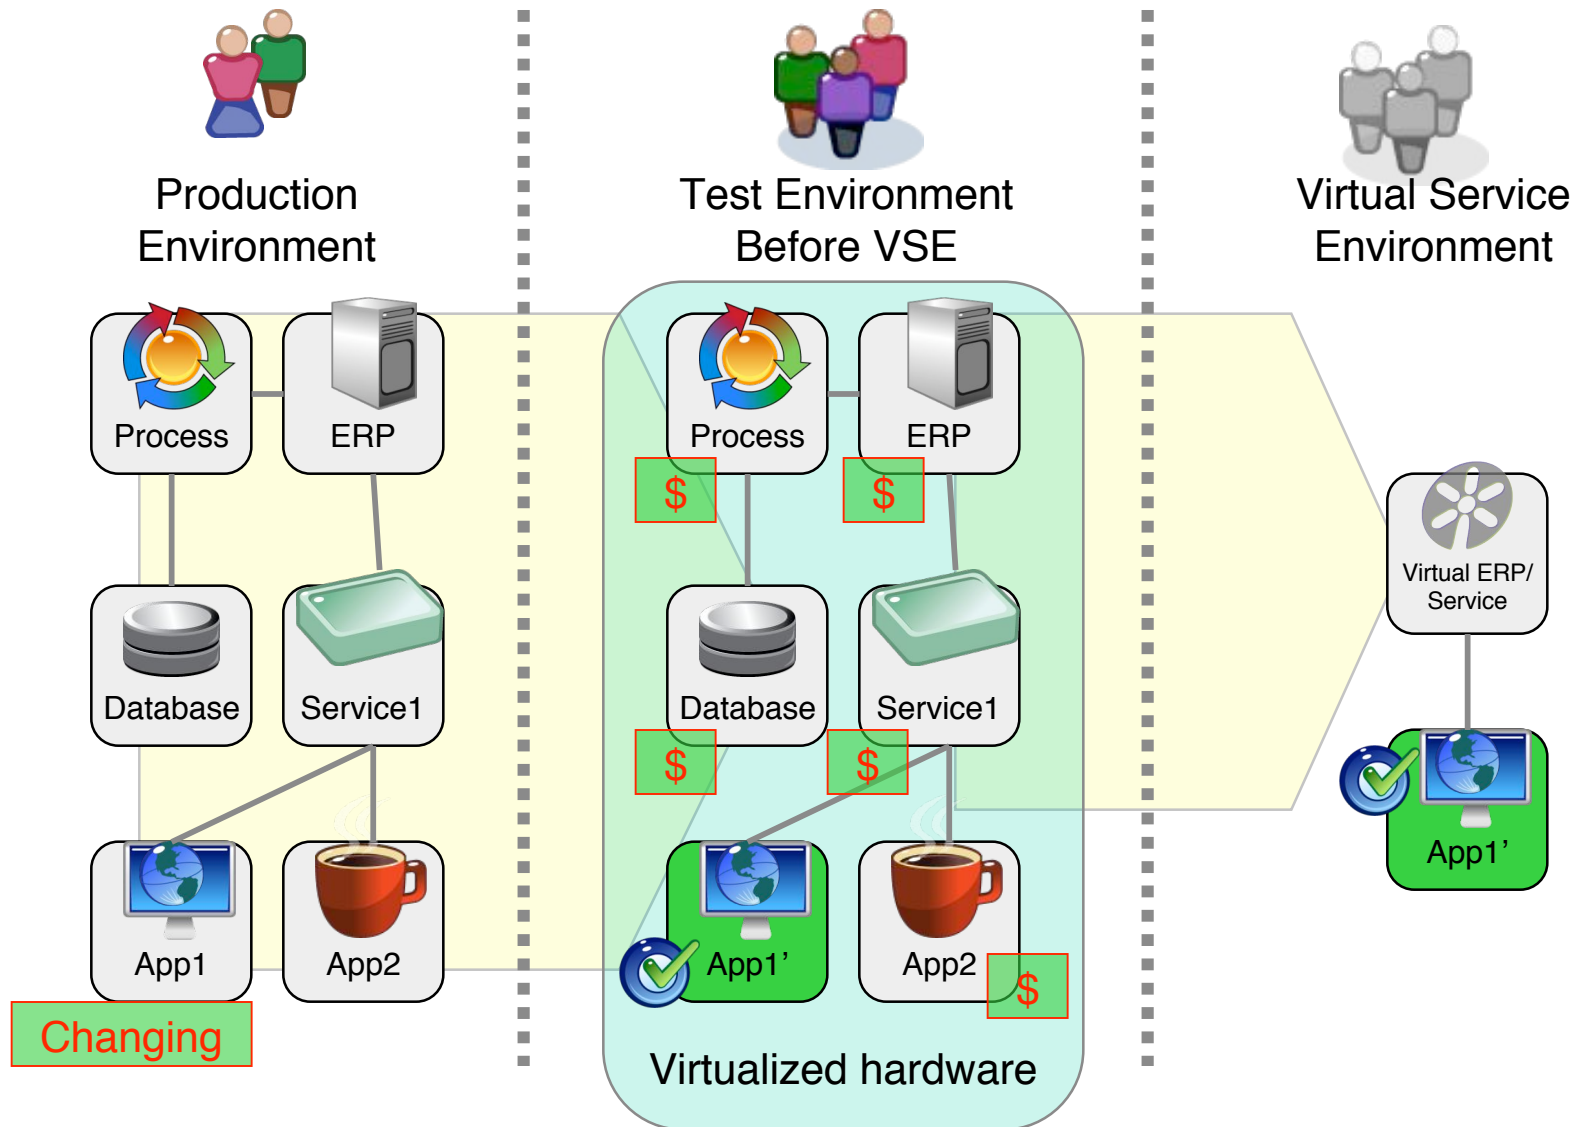 Production
Environment
Test Environment
Before VSE
Virtual Service
Environment
Process
ERP
Database
Service1
App1
App2
Changing
Process
ERP
$
$
Database
Service1
$
$
App1’
App2
$
Virtualized hardware
Virtual ERP/
Service
App1’